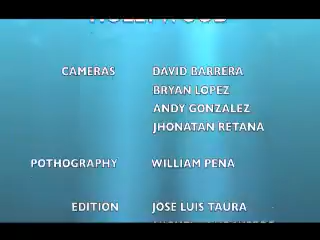 CAMERAS DAVID BARRERA
BRYAN LOPEZ
ANDY GONZALEZ
JHONATAN RETANA
POTHOGRAPHY WILLIAM PENA
EDITION JOSE LUIS TAURA